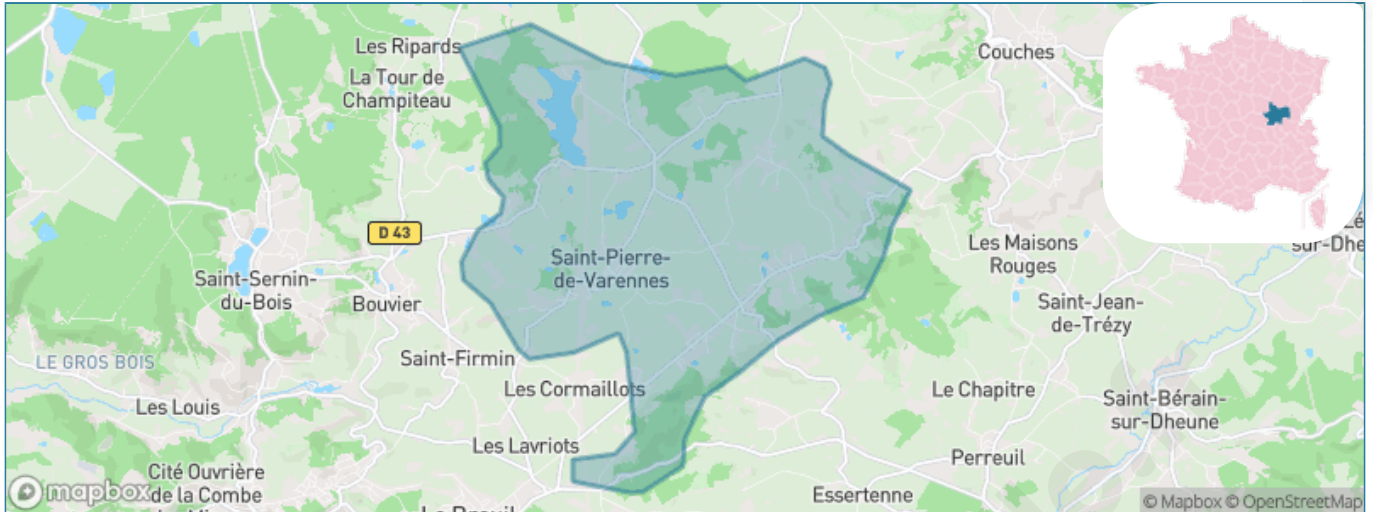 Les Ripards
La Tour de
Champiteau
Couches
D 43
Saint-Pierre-
de-Varennes
Les Maisons
Rouges
sur-Dhe
Saint-Sernin-
du-Bois
Bouvier
Saint-Jean-
de-Trézy
LE GROS BOIS
Saint-Firmin
Les Cormaillots
Le Chapitre
Les Louis
Saint-Bérain-
sur-Dheune
Les Lavriots
Perreuil
Cité Ouvrière
de la Combe
mapbox
Essertenne
© Mapbox © OpenStreetMap